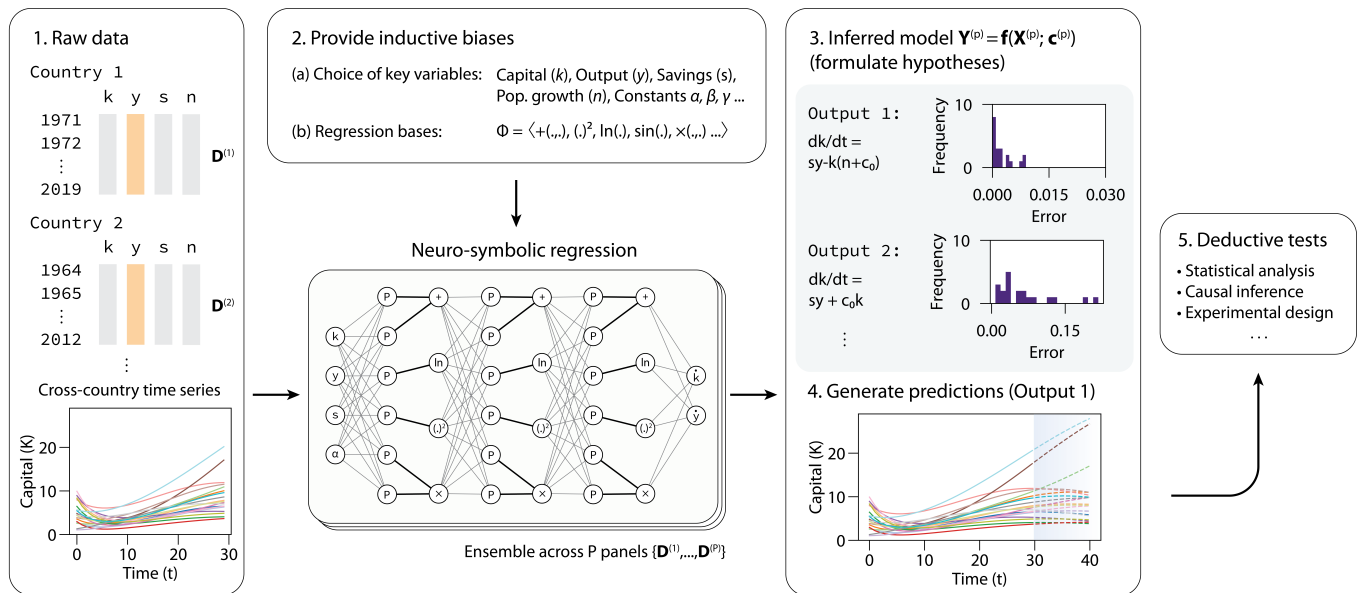 1. Raw data
Country 1
k y s n
1971
1972
⋮
2019
D⁽¹⁾
Country 2
k y s n
1964
1965
⋮
2012
D⁽²⁾
⋮
Cross-country time series
Capital (K)
20
10
0
0 10 20 30
Time (t)
2. Provide inductive biases
(a) Choice of key variables: Capital (k), Output (y), Savings (s),
Pop. growth (n), Constants α, β, γ ...
(b) Regression bases: Φ = ⟨+(.,.), (.)², ln(.), sin(.), ×(.,.) ...⟩
Neuro-symbolic regression
P + P + P +
k P P P
ln ln ln
y P P P k̇
s P (.)² P (.)² P (.)² ẏ
α P P P
P × P × P ×
Ensemble across P panels {D⁽¹⁾,...,D⁽ᴾ⁾}
3. Inferred model Y⁽ᵖ⁾ = f(X⁽ᵖ⁾; c⁽ᵖ⁾)
(formulate hypotheses)
Output 1:
dk/dt =
sy-k(n+c₀)
Frequency
10
0
0.000 0.015 0.030
Error
Output 2:
dk/dt =
sy + c₀k
⋮
Frequency
10
0
0.00 0.15
Error
4. Generate predictions (Output 1)
Capital (K)
20
10
0
0 10 20 30 40
Time (t)
5. Deductive tests
• Statistical analysis
• Causal inference
• Experimental design
...